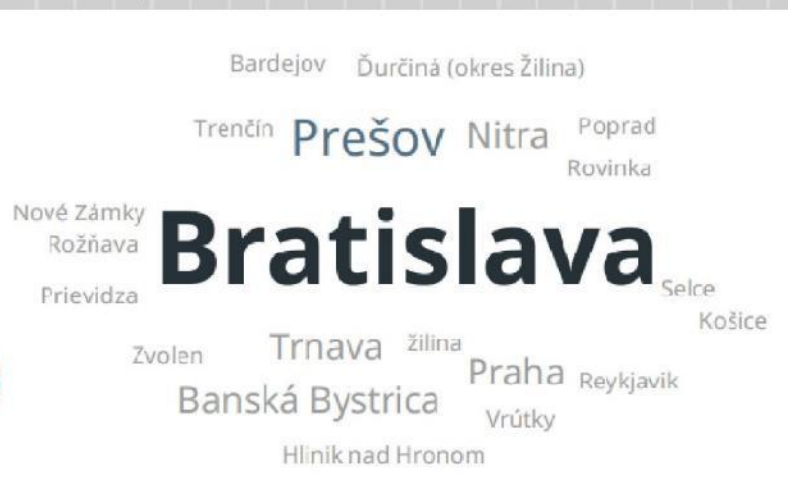 Bardejov Ďurčiná (okres Žilina)
Trenčín Prešov Nitra Poprad
Rovinka
Nové Zámky
Rožňava
Bratislava
Prievidza
Selce
Košice
Zvolen Trnava žilina
Praha Reykjavik
Banská Bystrica
Vrútky
Hlinik nad Hronom